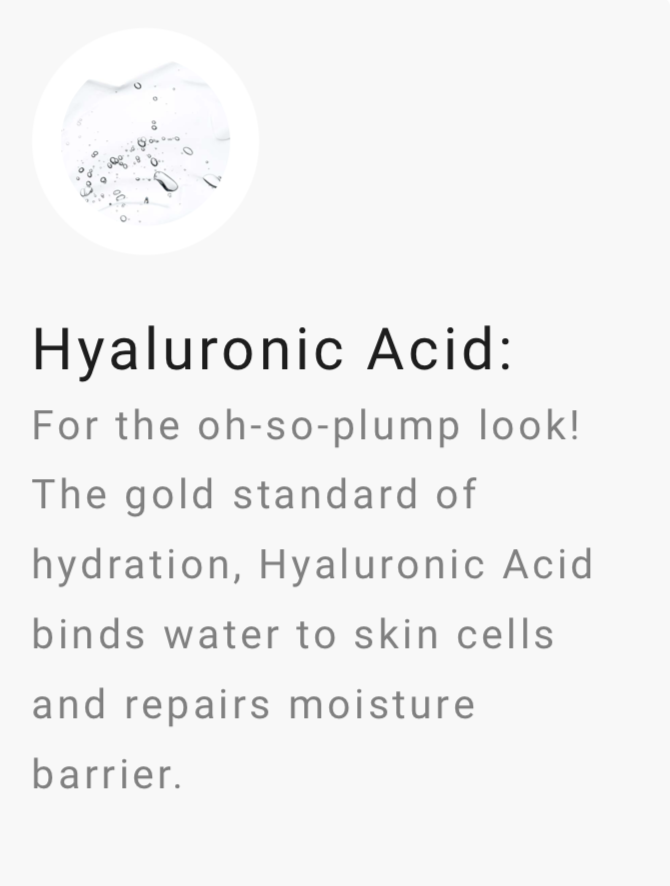 Hyaluronic Acid:
For the oh-so-plump look!
The gold standard of
hydration, Hyaluronic Acid
binds water to skin cells
and repairs moisture
barrier.